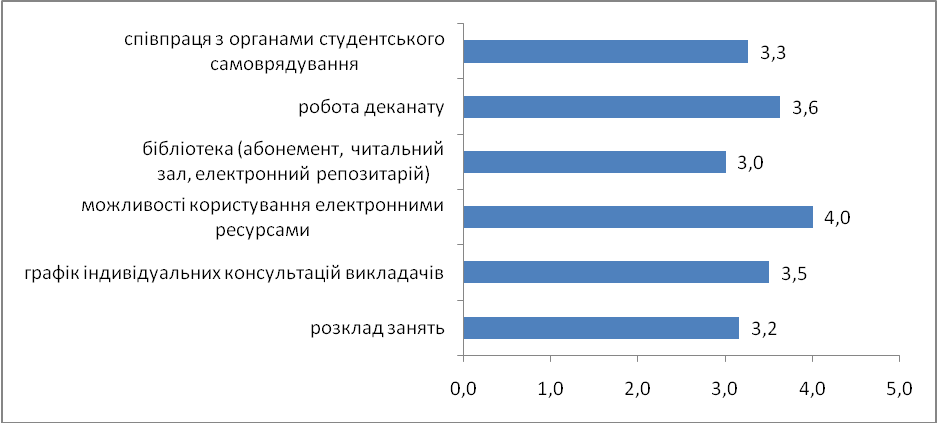 співпраця з органами студентського
самоврядування
3,3
робота деканату
3,6
бібліотека (абонемент, читальний
зал, електронний репозитарій)
3,0
можливості користування електронними
ресурсами
4,0
графік індивідуальних консультацій викладачів
3,5
розклад занять
3,2
0,0 1,0 2,0 3,0 4,0 5,0